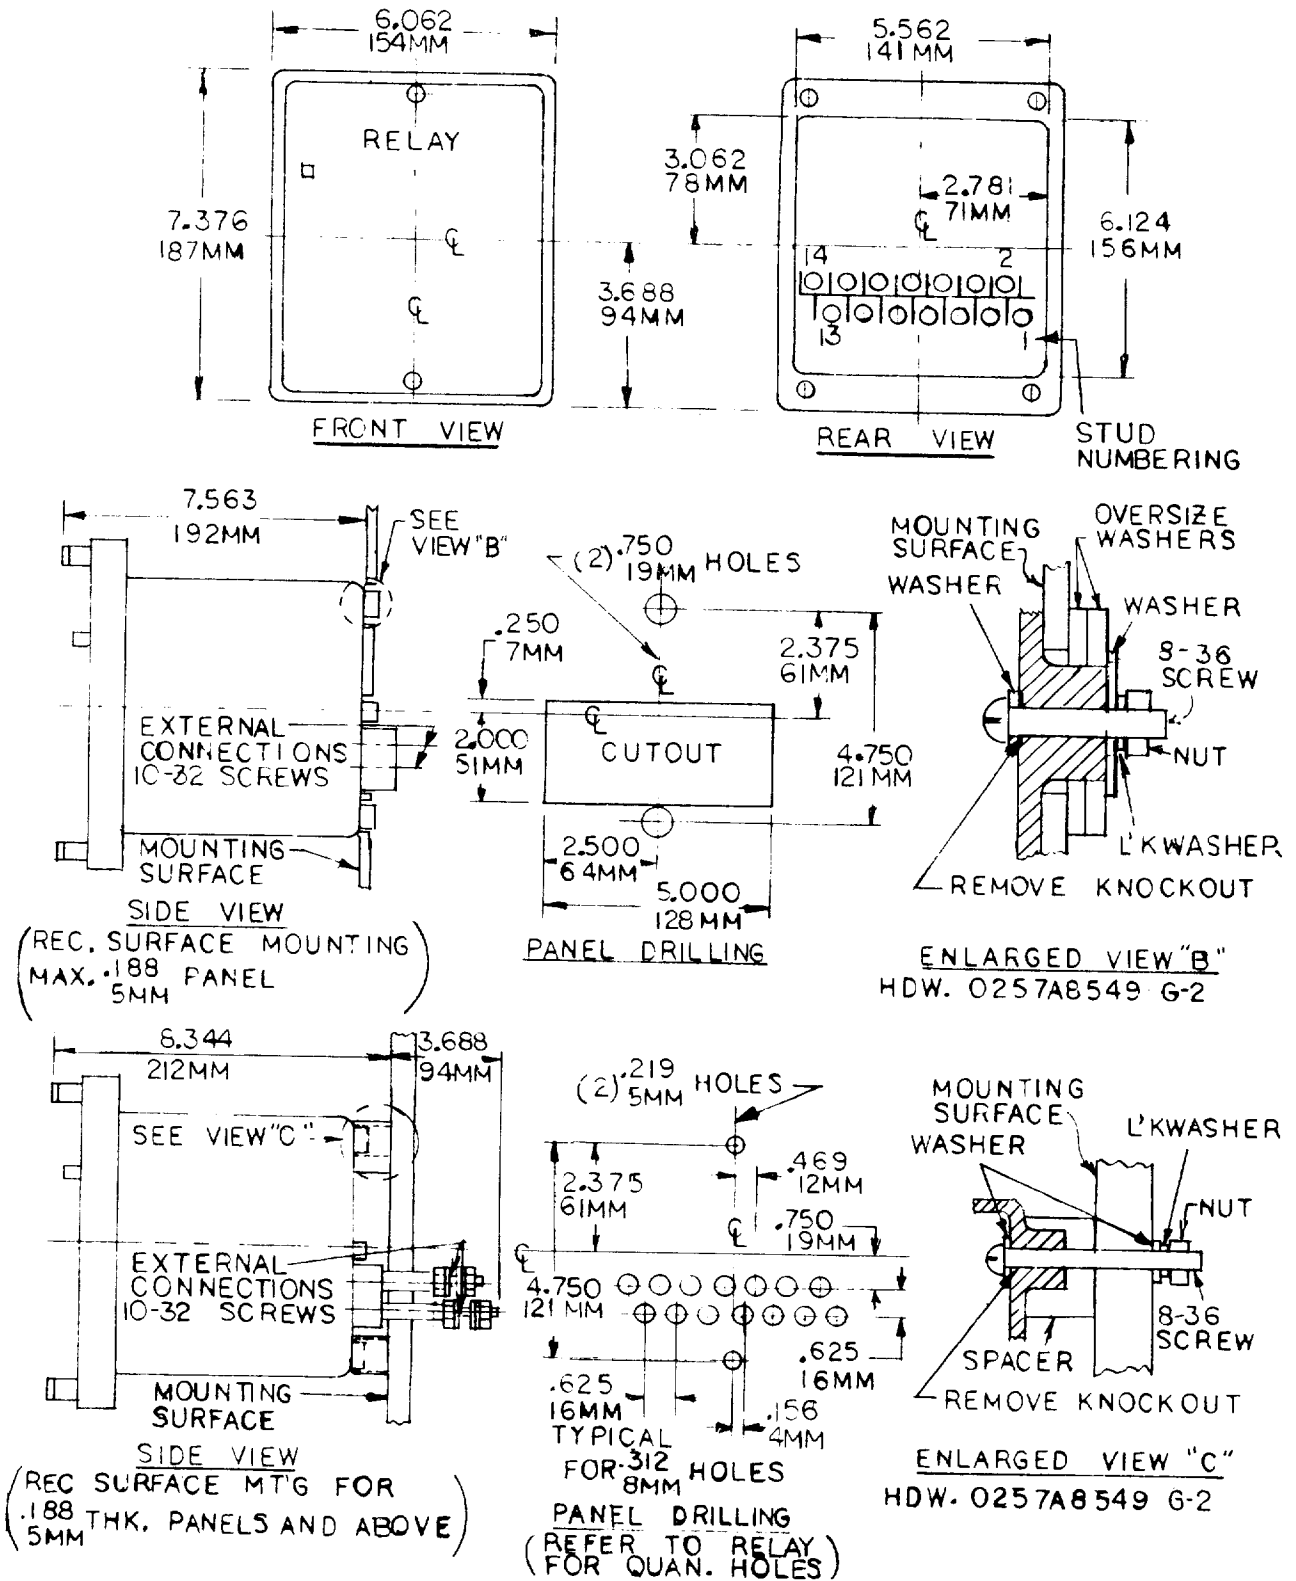 6.062
154MM
RELAY
7.376
187MM
℄
℄
3.688
94MM
FRONT VIEW
5.562
141MM
3.062
78MM
2.781
71MM
℄
6.124
156MM
14
2
13
1
REAR VIEW
STUD
NUMBERING
7.563
192MM
SEE
VIEW "B"
EXTERNAL
CONNECTIONS
10-32 SCREWS
MOUNTING
SURFACE
SIDE VIEW
(REC. SURFACE MOUNTING
MAX. .188 PANEL
5MM)
(2) .750 HOLES
19MM
.250
7MM
℄
2.375
61MM
℄
CUTOUT
2.000
51MM
4.750
121MM
2.500
64MM
5.000
128MM
PANEL DRILLING
MOUNTING
SURFACE
WASHER
OVERSIZE
WASHERS
WASHER
8-36
SCREW
NUT
L'KWASHER
REMOVE KNOCKOUT
ENLARGED VIEW "B"
HDW. 0257A8549 G-2
8.344
212MM
3.688
94MM
SEE VIEW "C"
EXTERNAL
CONNECTIONS
10-32 SCREWS
MOUNTING
SURFACE
SIDE VIEW
(REC SURFACE MT'G FOR
.188 THK. PANELS AND ABOVE)
5MM
(2) .219 HOLES
5MM
2.375
61MM
.469
12MM
℄
.750
19MM
℄
4.750
121MM
.625
16MM
.625
16MM
TYPICAL
FOR .312 HOLES
8MM
.156
4MM
PANEL DRILLING
(REFER TO RELAY
FOR QUAN. HOLES)
MOUNTING
SURFACE
WASHER
L'KWASHER
NUT
8-36
SCREW
SPACER
REMOVE KNOCKOUT
ENLARGED VIEW "C"
HDW. 0257A8549 G-2